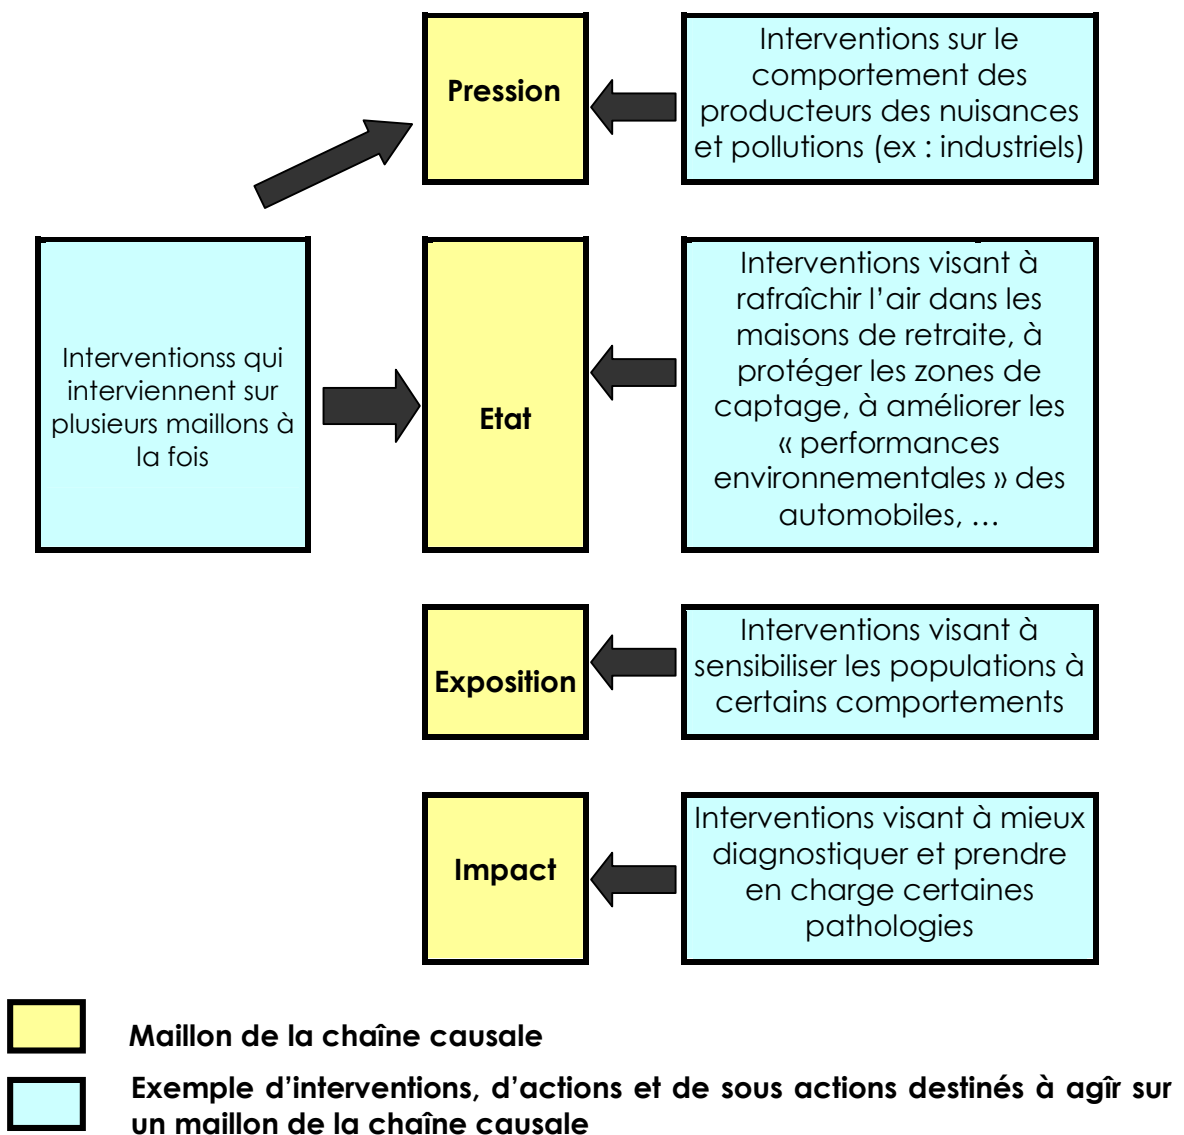 Pression
Interventions sur le
comportement des
producteurs des nuisances
et pollutions (ex : industriels)
Interventionss qui
interviennent sur
plusieurs maillons à
la fois
Etat
Interventions visant à
rafraîchir l’air dans les
maisons de retraite, à
protéger les zones de
captage, à améliorer les
« performances
environnementales » des
automobiles, …
Exposition
Interventions visant à
sensibiliser les populations à
certains comportements
Impact
Interventions visant à mieux
diagnostiquer et prendre
en charge certaines
pathologies
Maillon de la chaîne causale
Exemple d’interventions, d’actions et de sous actions destinés à agîr sur
un maillon de la chaîne causale